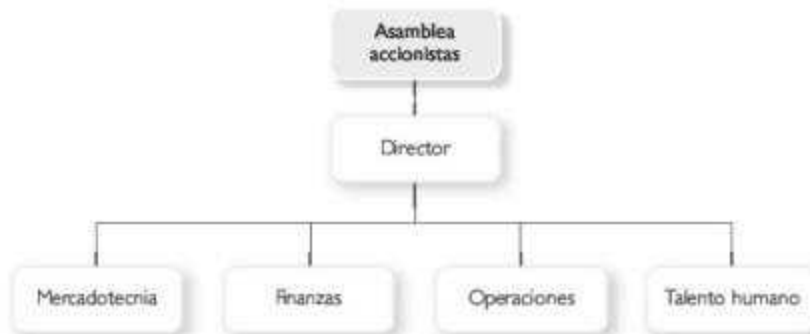 Asamblea
accionistas
Director
Mercadotecnia
Finanzas
Operaciones
Talento humano